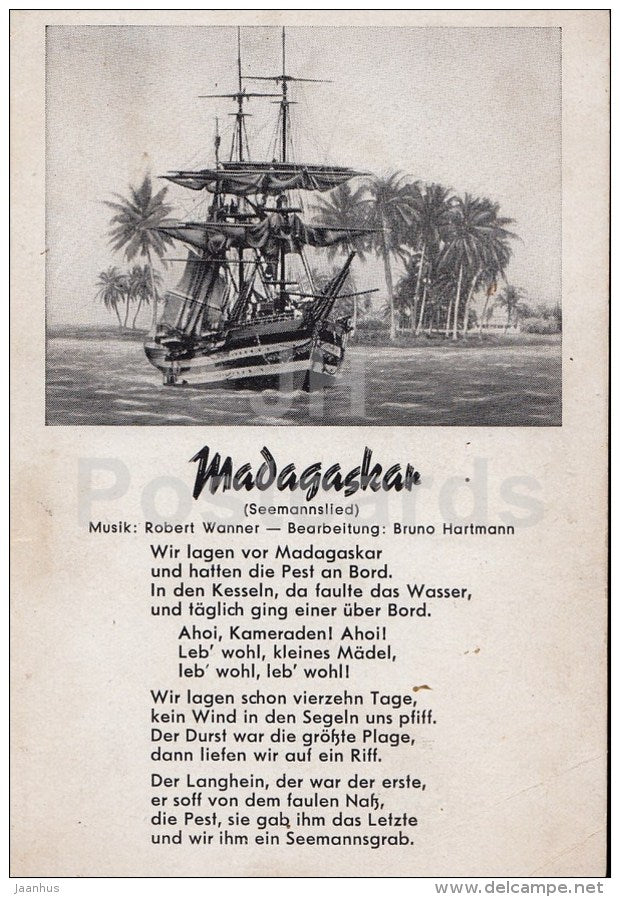 Madagaskar
(Seemannslied)
Musik: Robert Wanner — Bearbeitung: Bruno Hartmann
Wir lagen vor Madagaskar
und hatten die Pest an Bord.
In den Kesseln, da faulte das Wasser,
und täglich ging einer über Bord.
Ahoi, Kameraden! Ahoi!
Leb’ wohl, kleines Mädel,
leb’ wohl, leb’ wohl!
Wir lagen schon vierzehn Tage,
kein Wind in den Segeln uns pfiff.
Der Durst war die größte Plage,
dann liefen wir auf ein Riff.
Der Langhein, der war der erste,
er soff von dem faulen Naß,
die Pest, sie gab ihm das Letzte
und wir ihm ein Seemannsgrab.
JH
Postcards
jaanhus
www.delcampe.net